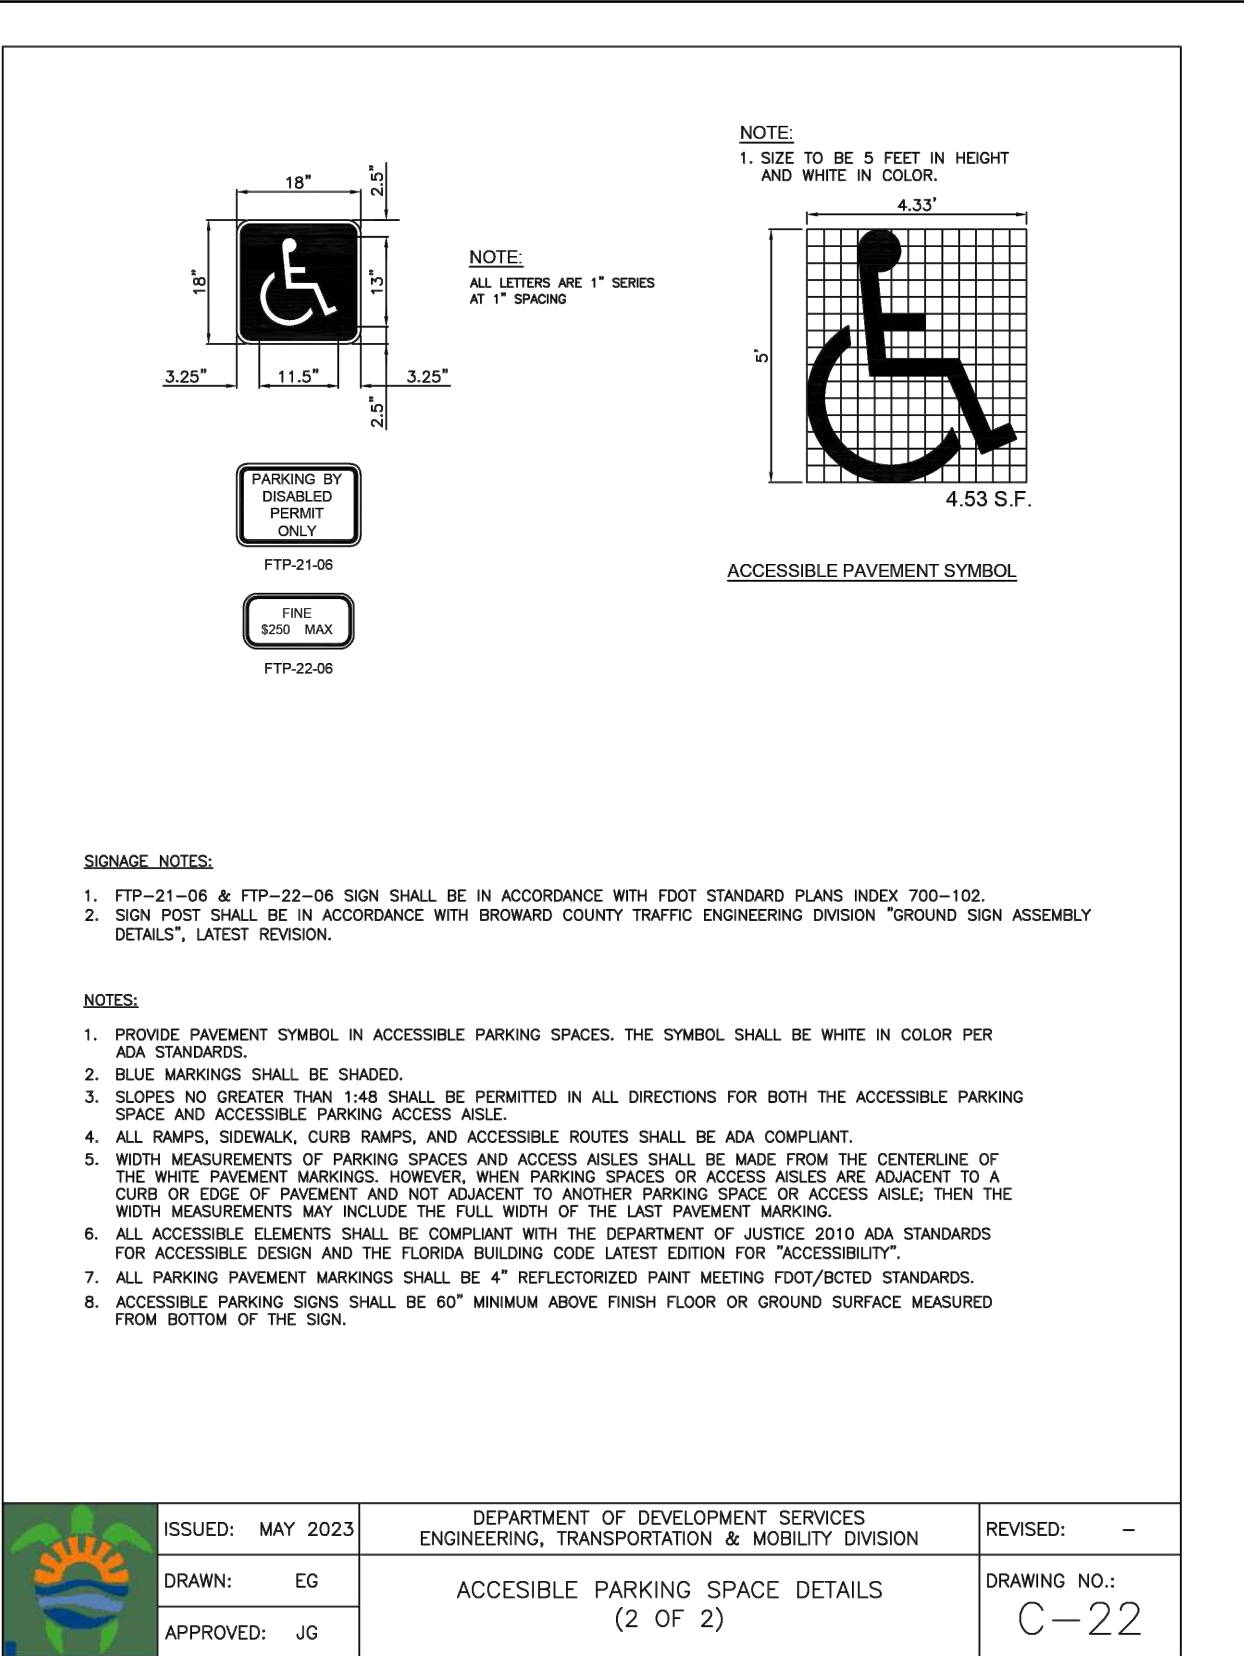 NOTE:
1. SIZE TO BE 5 FEET IN HEIGHT
AND WHITE IN COLOR.
18"
2.5"
18"
13"
3.25"
11.5"
3.25"
2.5"
NOTE:
ALL LETTERS ARE 1" SERIES
AT 1" SPACING
4.33'
5'
4.53 S.F.
ACCESSIBLE PAVEMENT SYMBOL
PARKING BY
DISABLED
PERMIT
ONLY
FTP-21-06
FINE
$250 MAX
FTP-22-06
SIGNAGE NOTES:
1. FTP-21-06 & FTP-22-06 SIGN SHALL BE IN ACCORDANCE WITH FDOT STANDARD PLANS INDEX 700-102.
2. SIGN POST SHALL BE IN ACCORDANCE WITH BROWARD COUNTY TRAFFIC ENGINEERING DIVISION "GROUND SIGN ASSEMBLY
DETAILS", LATEST REVISION.
NOTES:
1. PROVIDE PAVEMENT SYMBOL IN ACCESSIBLE PARKING SPACES. THE SYMBOL SHALL BE WHITE IN COLOR PER
ADA STANDARDS.
2. BLUE MARKINGS SHALL BE SHADED.
3. SLOPES NO GREATER THAN 1:48 SHALL BE PERMITTED IN ALL DIRECTIONS FOR BOTH THE ACCESSIBLE PARKING
SPACE AND ACCESSIBLE PARKING ACCESS AISLE.
4. ALL RAMPS, SIDEWALK, CURB RAMPS, AND ACCESSIBLE ROUTES SHALL BE ADA COMPLIANT.
5. WIDTH MEASUREMENTS OF PARKING SPACES AND ACCESS AISLES SHALL BE MADE FROM THE CENTERLINE OF
THE WHITE PAVEMENT MARKINGS. HOWEVER, WHEN PARKING SPACES OR ACCESS AISLES ARE ADJACENT TO A
CURB OR EDGE OF PAVEMENT AND NOT ADJACENT TO ANOTHER PARKING SPACE OR ACCESS AISLE; THEN THE
WIDTH MEASUREMENTS MAY INCLUDE THE FULL WIDTH OF THE LAST PAVEMENT MARKING.
6. ALL ACCESSIBLE ELEMENTS SHALL BE COMPLIANT WITH THE DEPARTMENT OF JUSTICE 2010 ADA STANDARDS
FOR ACCESSIBLE DESIGN AND THE FLORIDA BUILDING CODE LATEST EDITION FOR "ACCESSIBILITY".
7. ALL PARKING PAVEMENT MARKINGS SHALL BE 4" REFLECTORIZED PAINT MEETING FDOT/BCTED STANDARDS.
8. ACCESSIBLE PARKING SIGNS SHALL BE 60" MINIMUM ABOVE FINISH FLOOR OR GROUND SURFACE MEASURED
FROM BOTTOM OF THE SIGN.
ISSUED: MAY 2023
DRAWN: EG
APPROVED: JG
DEPARTMENT OF DEVELOPMENT SERVICES
ENGINEERING, TRANSPORTATION & MOBILITY DIVISION
ACCESIBLE PARKING SPACE DETAILS
(2 OF 2)
REVISED: -
DRAWING NO.:
C-22